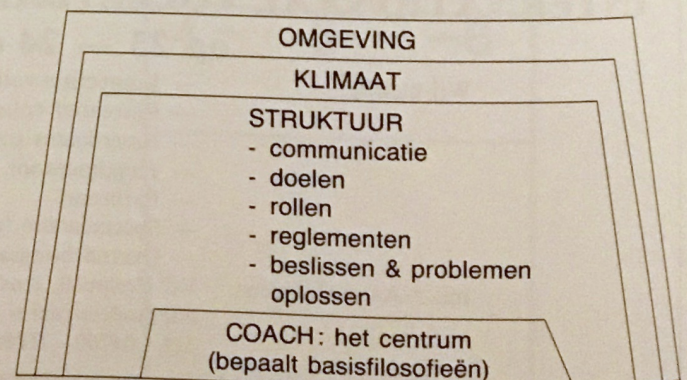 OMGEVING
KLIMAAT
STRUKTUUR
- communicatie
- doelen
- rollen
- reglementen
- beslissen & problemen
oplossen
COACH: het centrum
(bepaalt basisfilosofieën)